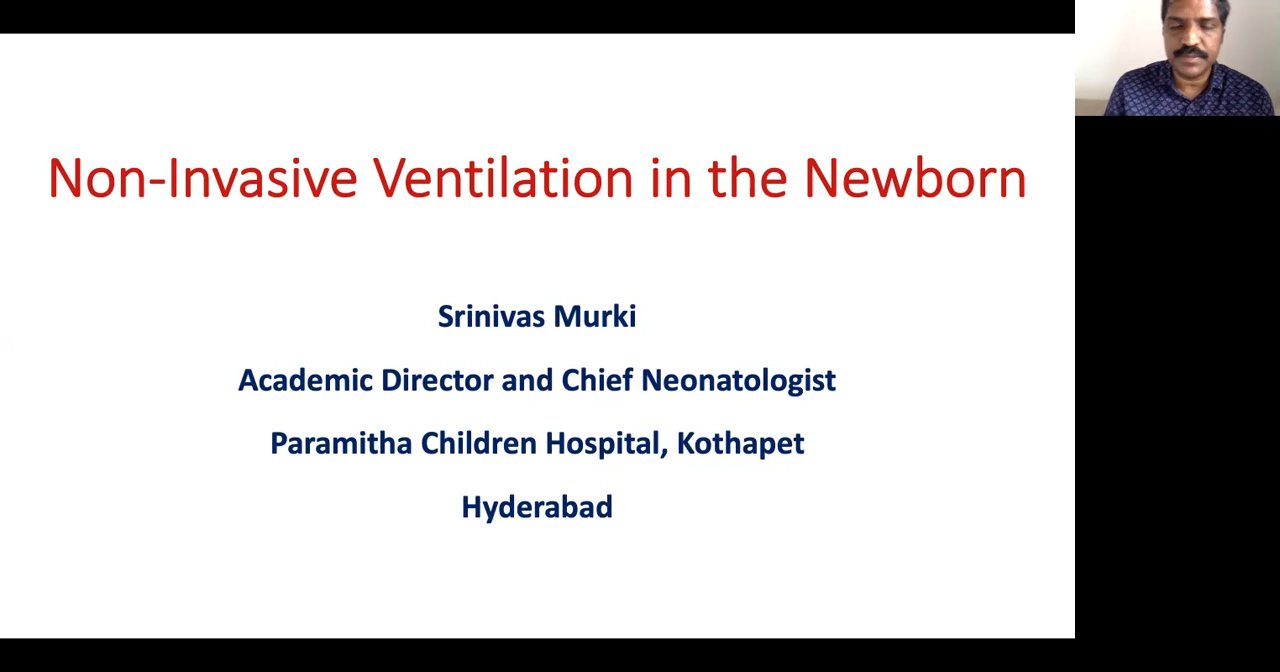 Non-Invasive Ventilation in the Newborn
Srinivas Murki
Academic Director and Chief Neonatologist
Paramitha Children Hospital, Kothapet
Hyderabad